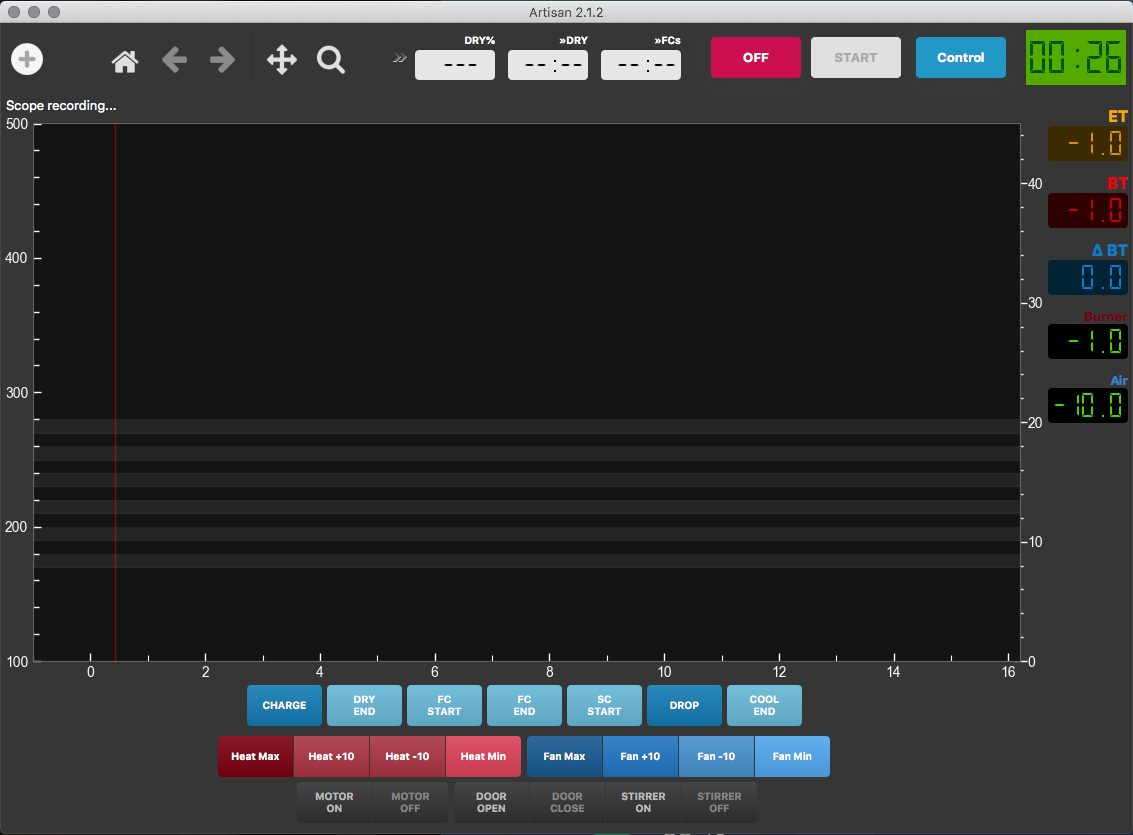 Artisan 2.1.2
DRY% »DRY »FCs
--- --:-- --:--
OFF START Control 00:26
Scope recording...
ET
-1.0
BT
-1.0
Δ BT
0.0
Burner
-1.0
Air
-10.0
500
400
300
200
100
40
30
20
10
0
0 2 4 6 8 10 12 14 16
CHARGE
DRY
END
FC
START
FC
END
SC
START
DROP
COOL
END
Heat Max Heat +10 Heat -10 Heat Min Fan Max Fan +10 Fan -10 Fan Min
MOTOR
ON
MOTOR
OFF
DOOR
OPEN
DOOR
CLOSE
STIRRER
ON
STIRRER
OFF